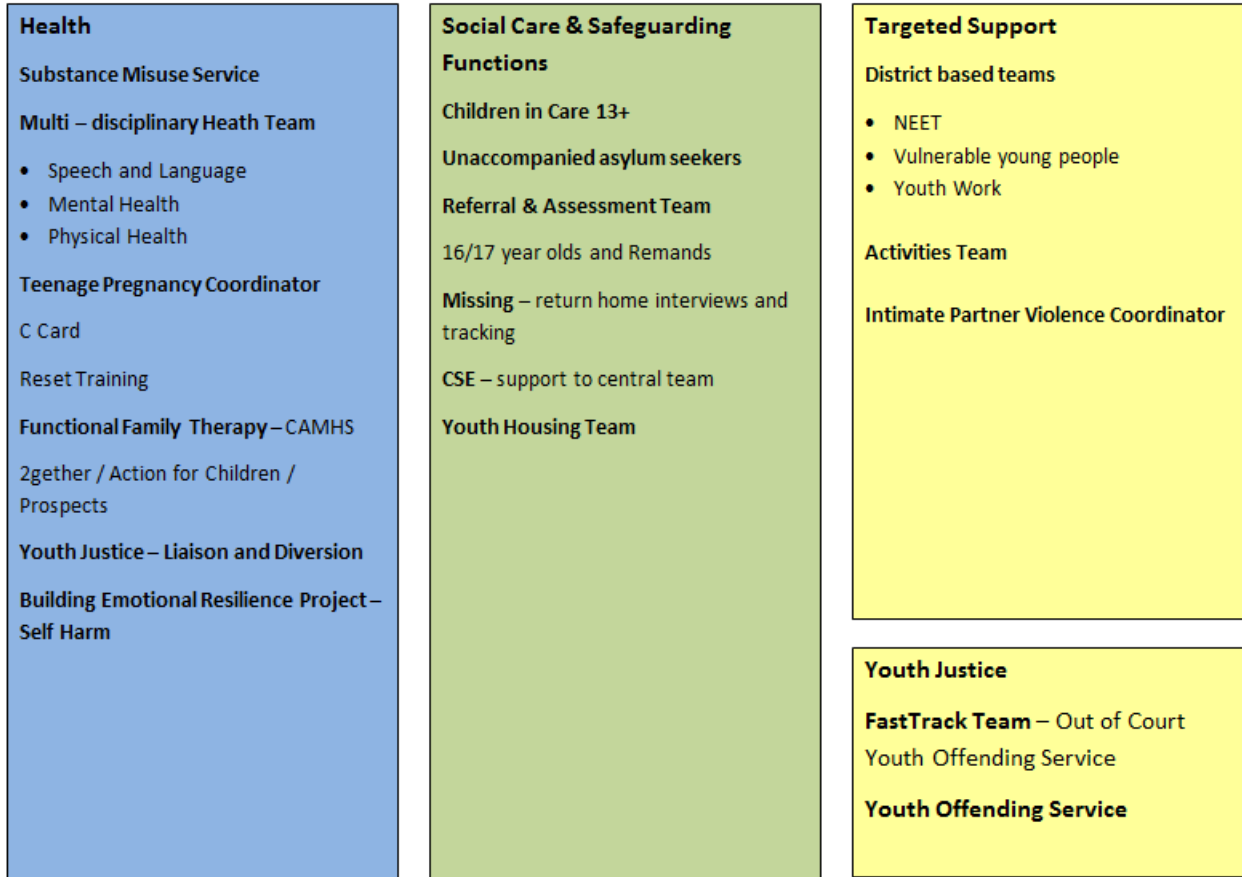 Health
Substance Misuse Service
Multi – disciplinary Heath Team
• Speech and Language
• Mental Health
• Physical Health
Teenage Pregnancy Coordinator
C Card
Reset Training
Functional Family Therapy – CAMHS
2gether / Action for Children /
Prospects
Youth Justice – Liaison and Diversion
Building Emotional Resilience Project –
Self Harm
Social Care & Safeguarding
Functions
Children in Care 13+
Unaccompanied asylum seekers
Referral & Assessment Team
16/17 year olds and Remands
Missing – return home interviews and
tracking
CSE – support to central team
Youth Housing Team
Targeted Support
District based teams
• NEET
• Vulnerable young people
• Youth Work
Activities Team
Intimate Partner Violence Coordinator
Youth Justice
FastTrack Team – Out of Court
Youth Offending Service
Youth Offending Service